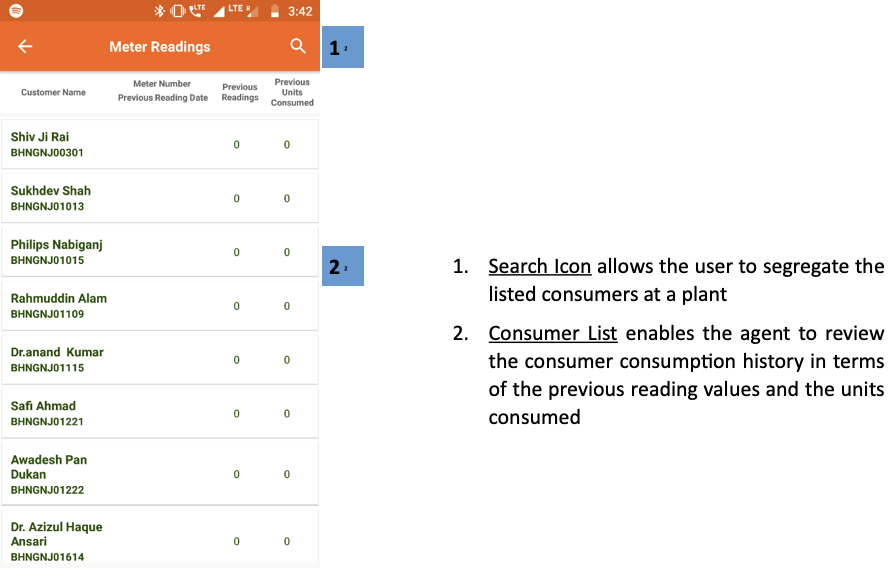 LTE LTE R 3:42
Meter Readings
1 2
Customer Name
Meter Number
Previous Reading Date
Previous
Readings
Previous
Units
Consumed
Shiv Ji Rai
BHNGNJ00301
0 0
Sukhdev Shah
BHNGNJ01013
0 0
Philips Nabiganj
BHNGNJ01015
0 0
2 2
Rahmuddin Alam
BHNGNJ01109
0 0
Dr.anand Kumar
BHNGNJ01115
0 0
Safi Ahmad
BHNGNJ01221
0 0
Awadesh Pan
Dukan
BHNGNJ01222
0 0
Dr. Azizul Haque
Ansari
BHNGNJ01614
0 0
1. Search Icon allows the user to segregate the
listed consumers at a plant
2. Consumer List enables the agent to review
the consumer consumption history in terms
of the previous reading values and the units
consumed